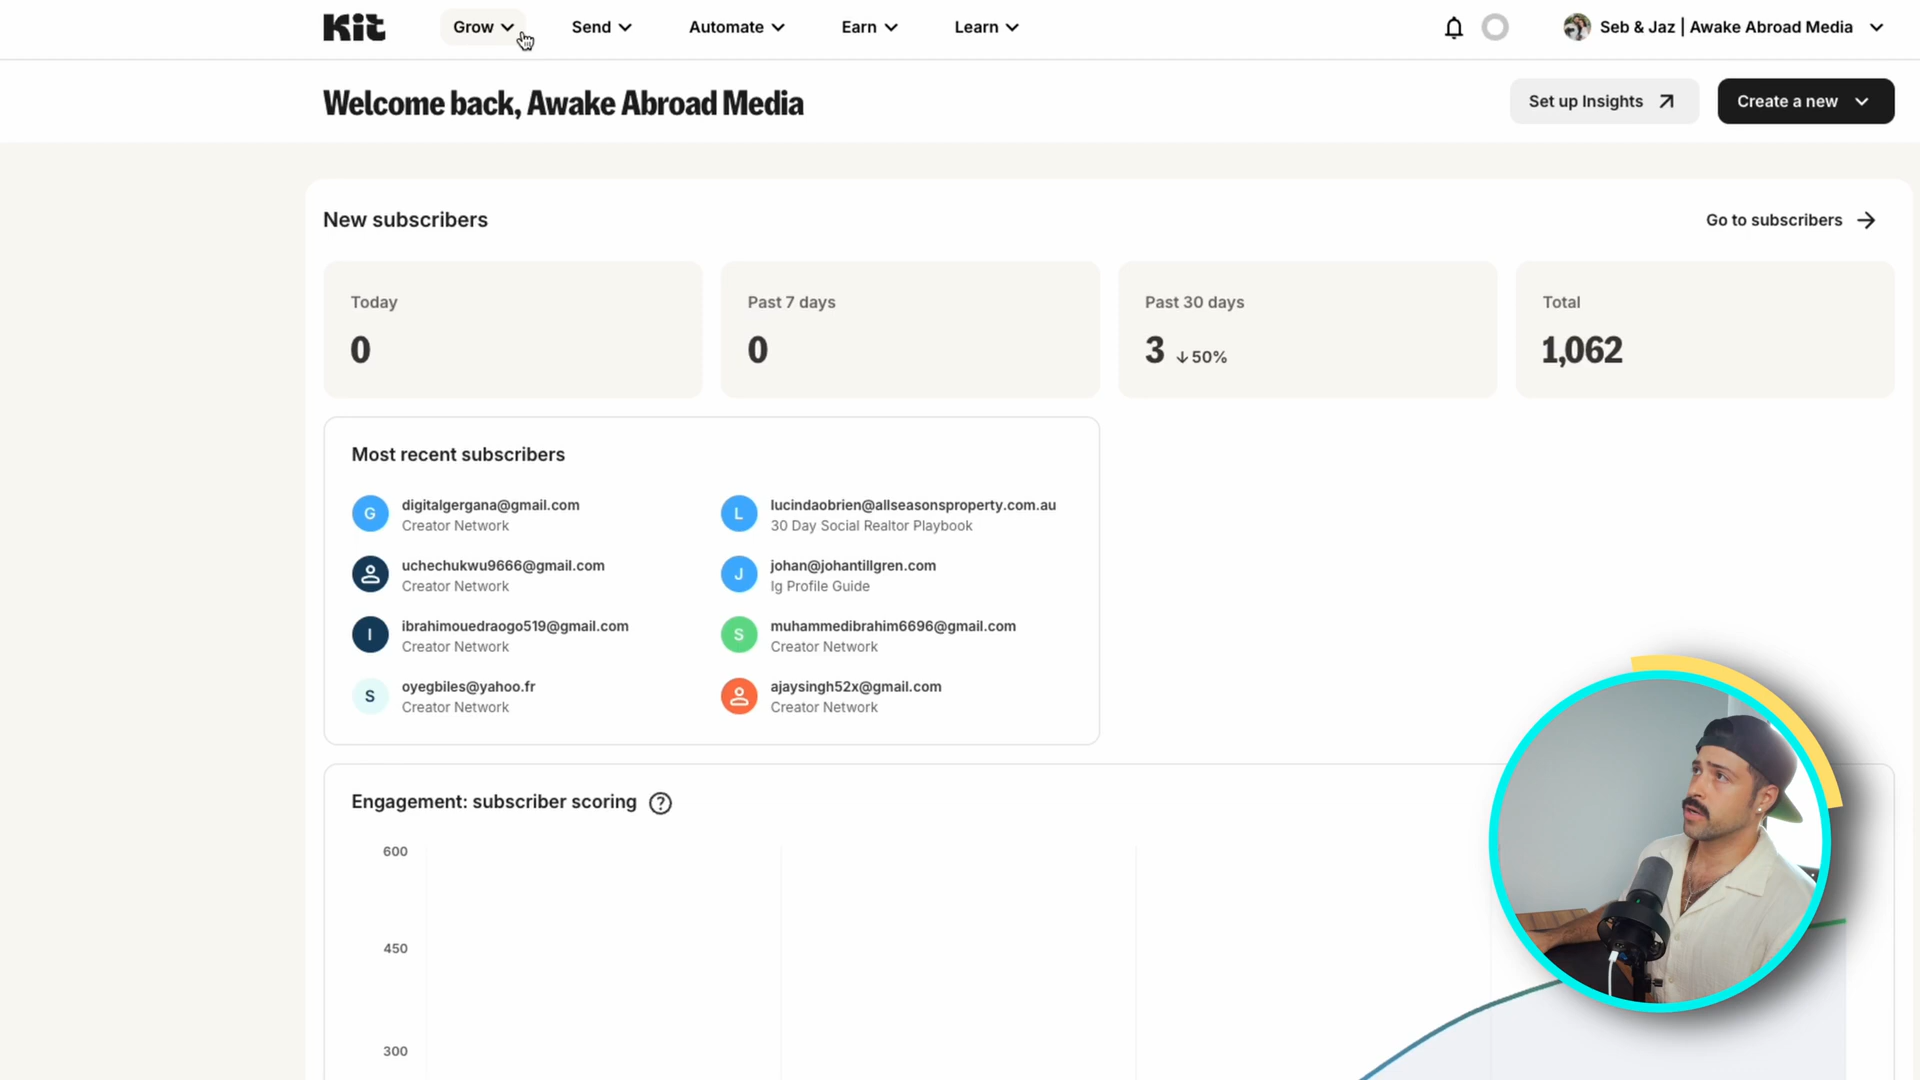 Kit
Grow
Send
Automate
Earn
Learn
Seb & Jaz | Awake Abroad Media
Welcome back, Awake Abroad Media
Set up Insights
Create a new
New subscribers
Go to subscribers
Today
0
Past 7 days
0
Past 30 days
3 ↓50%
Total
1,062
Most recent subscribers
G
digitalgergana@gmail.com
Creator Network
L
lucindaobrien@allseasonsproperty.com.au
30 Day Social Realtor Playbook
uchechukwu9666@gmail.com
Creator Network
J
johan@johantillgren.com
Ig Profile Guide
I
ibrahimouedraogo519@gmail.com
Creator Network
S
muhammedibrahim6696@gmail.com
Creator Network
S
oyegbiles@yahoo.fr
Creator Network
ajaysingh52x@gmail.com
Creator Network
Engagement: subscriber scoring ?
600
450
300